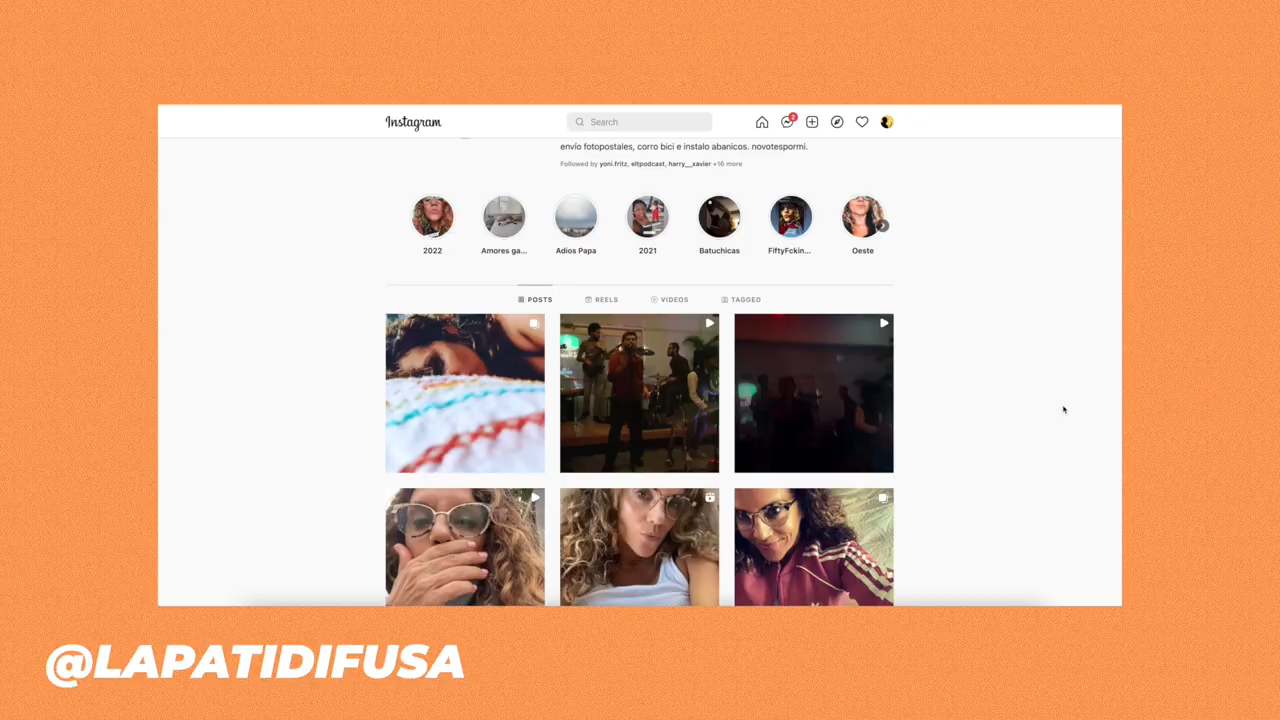 Instagram
Search
2
envío fotopostales, corro bici e instalo abanicos. novotespormi.
Followed by yoni.fritz, eltpodcast, harry__xavier +16 more
2022
Amores ga...
Adios Papa
2021
Batuchicas
FiftyFckin...
Oeste
POSTS
REELS
VIDEOS
TAGGED
@LAPATIDIFUSA